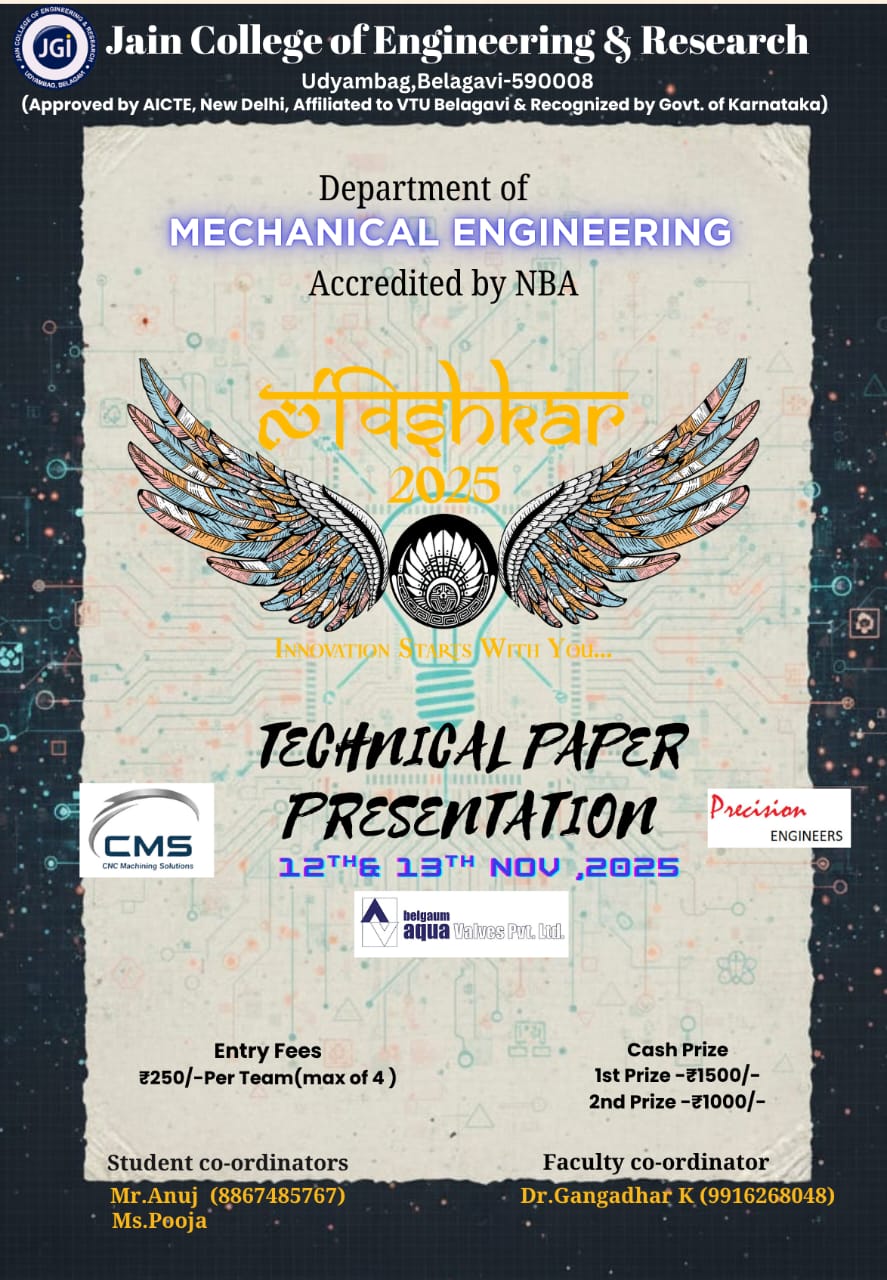 JAIN COLLEGE OF ENGINEERING & RESEARCH
JGI
UDYAMBAG, BELAGAVI
Jain College of Engineering & Research
Udyambag,Belagavi-590008
(Approved by AICTE, New Delhi, Affiliated to VTU Belagavi & Recognized by Govt. of Karnataka)
Department of
MECHANICAL ENGINEERING
Accredited by NBA
Avishkar
2025
Innovation Starts With You...
TECHNICAL PAPER
PRESENTATION
12TH& 13TH NOV ,2025
CMS
CNC Machining Solutions
Precision
ENGINEERS
belgaum
aqua Valves Pvt. Ltd.
Entry Fees
₹250/-Per Team(max of 4 )
Cash Prize
1st Prize -₹1500/-
2nd Prize -₹1000/-
Student co-ordinators
Mr.Anuj (8867485767)
Ms.Pooja
Faculty co-ordinator
Dr.Gangadhar K (9916268048)